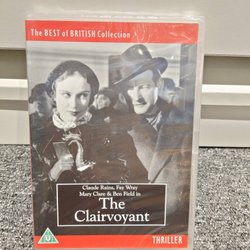 The BEST of BRITISH Collection
Claude Rains, Fay Wray
Mary Clare & Ben Field in
The
Clairvoyant
U
THRILLER